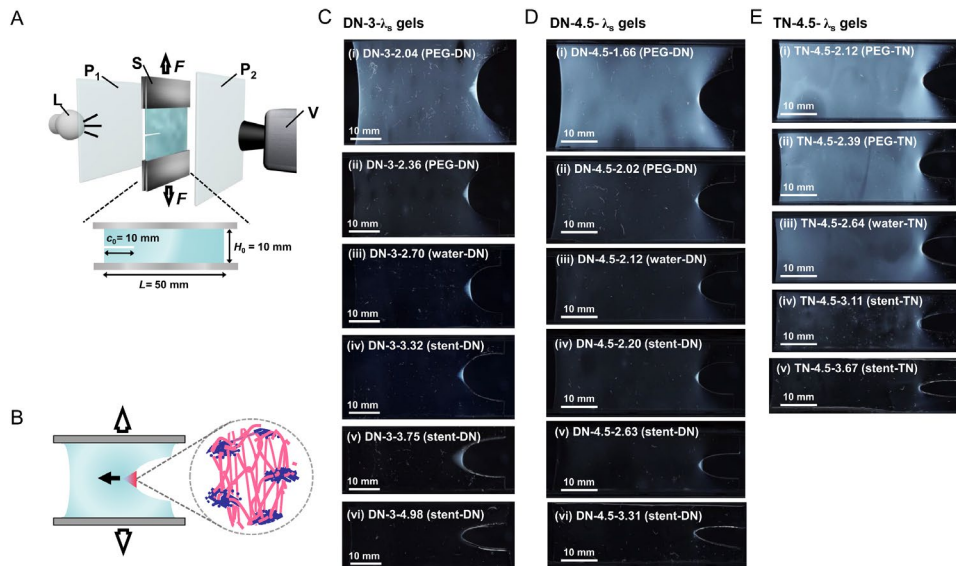 A
P1
S
F
P2
L
V
F
c0= 10 mm
H0 = 10 mm
L= 50 mm
B
C DN-3-λs gels
(i) DN-3-2.04 (PEG-DN)
10 mm
(ii) DN-3-2.36 (PEG-DN)
10 mm
(iii) DN-3-2.70 (water-DN)
10 mm
(iv) DN-3-3.32 (stent-DN)
10 mm
(v) DN-3-3.75 (stent-DN)
10 mm
(vi) DN-3-4.98 (stent-DN)
10 mm
D DN-4.5- λs gels
(i) DN-4.5-1.66 (PEG-DN)
10 mm
(ii) DN-4.5-2.02 (PEG-DN)
10 mm
(iii) DN-4.5-2.12 (water-DN)
10 mm
(iv) DN-4.5-2.20 (stent-DN)
10 mm
(v) DN-4.5-2.63 (stent-DN)
10 mm
(vi) DN-4.5-3.31 (stent-DN)
10 mm
E TN-4.5- λs gels
(i) TN-4.5-2.12 (PEG-TN)
10 mm
(ii) TN-4.5-2.39 (PEG-TN)
10 mm
(iii) TN-4.5-2.64 (water-TN)
10 mm
(iv) TN-4.5-3.11 (stent-TN)
10 mm
(v) TN-4.5-3.67 (stent-TN)
10 mm